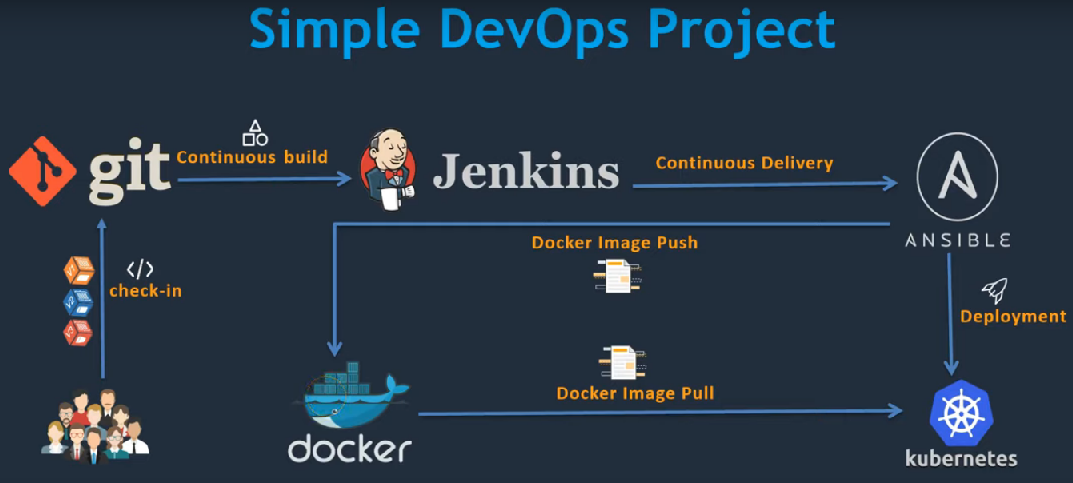 Simple DevOps Project
git
Continuous build
Jenkins
Continuous Delivery
ANSIBLE
Docker Image Push
</>
check-in
Deployment
Docker Image Pull
docker
kubernetes